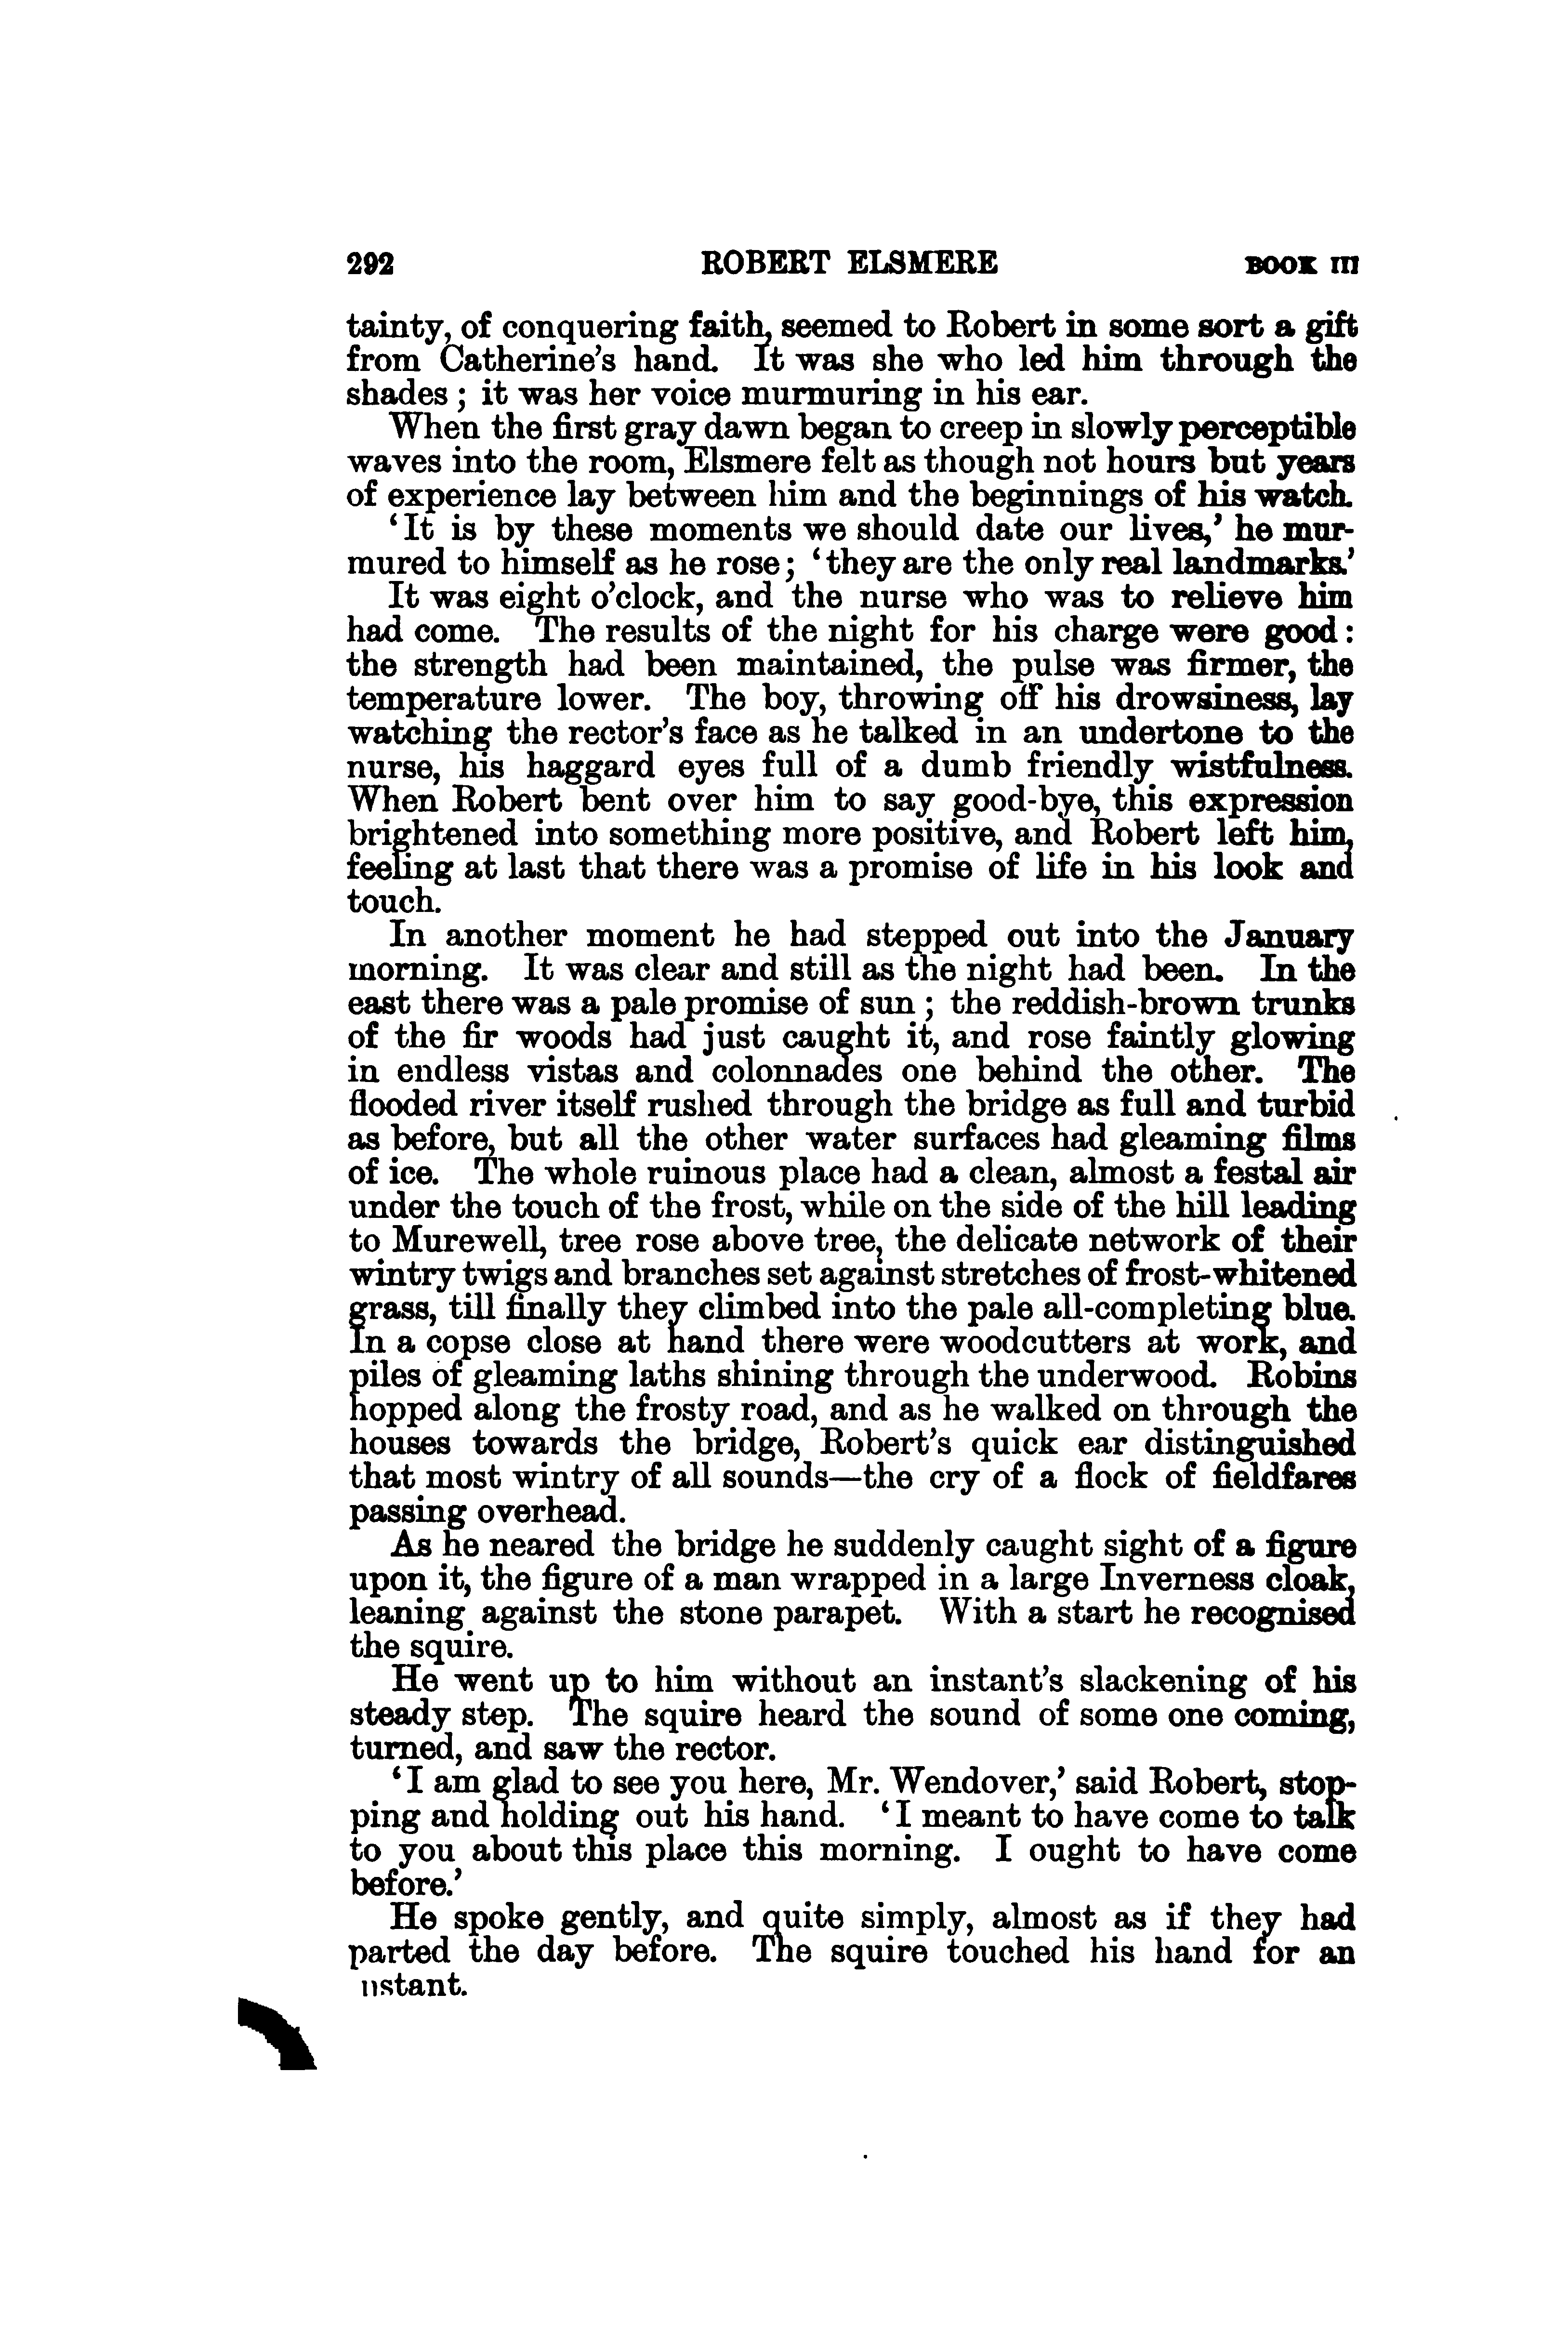 292 ROBERT ELSMERE BOOK III
tainty, of conquering faith, seemed to Robert in some sort a gift
from Catherine's hand. It was she who led him through the
shades ; it was her voice murmuring in his ear.
When the first gray dawn began to creep in slowly perceptible
waves into the room, Elsmere felt as though not hours but years
of experience lay between him and the beginnings of his watch.
‘It is by these moments we should date our lives,’ he mur-
mured to himself as he rose; ‘they are the only real landmarks.’
It was eight o'clock, and the nurse who was to relieve him
had come. The results of the night for his charge were good :
the strength had been maintained, the pulse was firmer, the
temperature lower. The boy, throwing off his drowsiness, lay
watching the rector's face as he talked in an undertone to the
nurse, his haggard eyes full of a dumb friendly wistfulness.
When Robert bent over him to say good-bye, this expression
brightened into something more positive, and Robert left him,
feeling at last that there was a promise of life in his look and
touch.
In another moment he had stepped out into the January
morning. It was clear and still as the night had been. In the
east there was a pale promise of sun ; the reddish-brown trunks
of the fir woods had just caught it, and rose faintly glowing
in endless vistas and colonnades one behind the other. The
flooded river itself rushed through the bridge as full and turbid
as before, but all the other water surfaces had gleaming films
of ice. The whole ruinous place had a clean, almost a festal air
under the touch of the frost, while on the side of the hill leading
to Murewell, tree rose above tree, the delicate network of their
wintry twigs and branches set against stretches of frost-whitened
grass, till finally they climbed into the pale all-completing blue.
In a copse close at hand there were woodcutters at work, and
piles of gleaming laths shining through the underwood. Robins
hopped along the frosty road, and as he walked on through the
houses towards the bridge, Robert's quick ear distinguished
that most wintry of all sounds—the cry of a flock of fieldfares
passing overhead.
As he neared the bridge he suddenly caught sight of a figure
upon it, the figure of a man wrapped in a large Inverness cloak,
leaning against the stone parapet. With a start he recognised
the squire.
He went up to him without an instant's slackening of his
steady step. The squire heard the sound of some one coming,
turned, and saw the rector.
‘I am glad to see you here, Mr. Wendover,’ said Robert, stop-
ping and holding out his hand. ‘I meant to have come to talk
to you about this place this morning. I ought to have come
before.’
He spoke gently, and quite simply, almost as if they had
parted the day before. The squire touched his hand for an
instant.